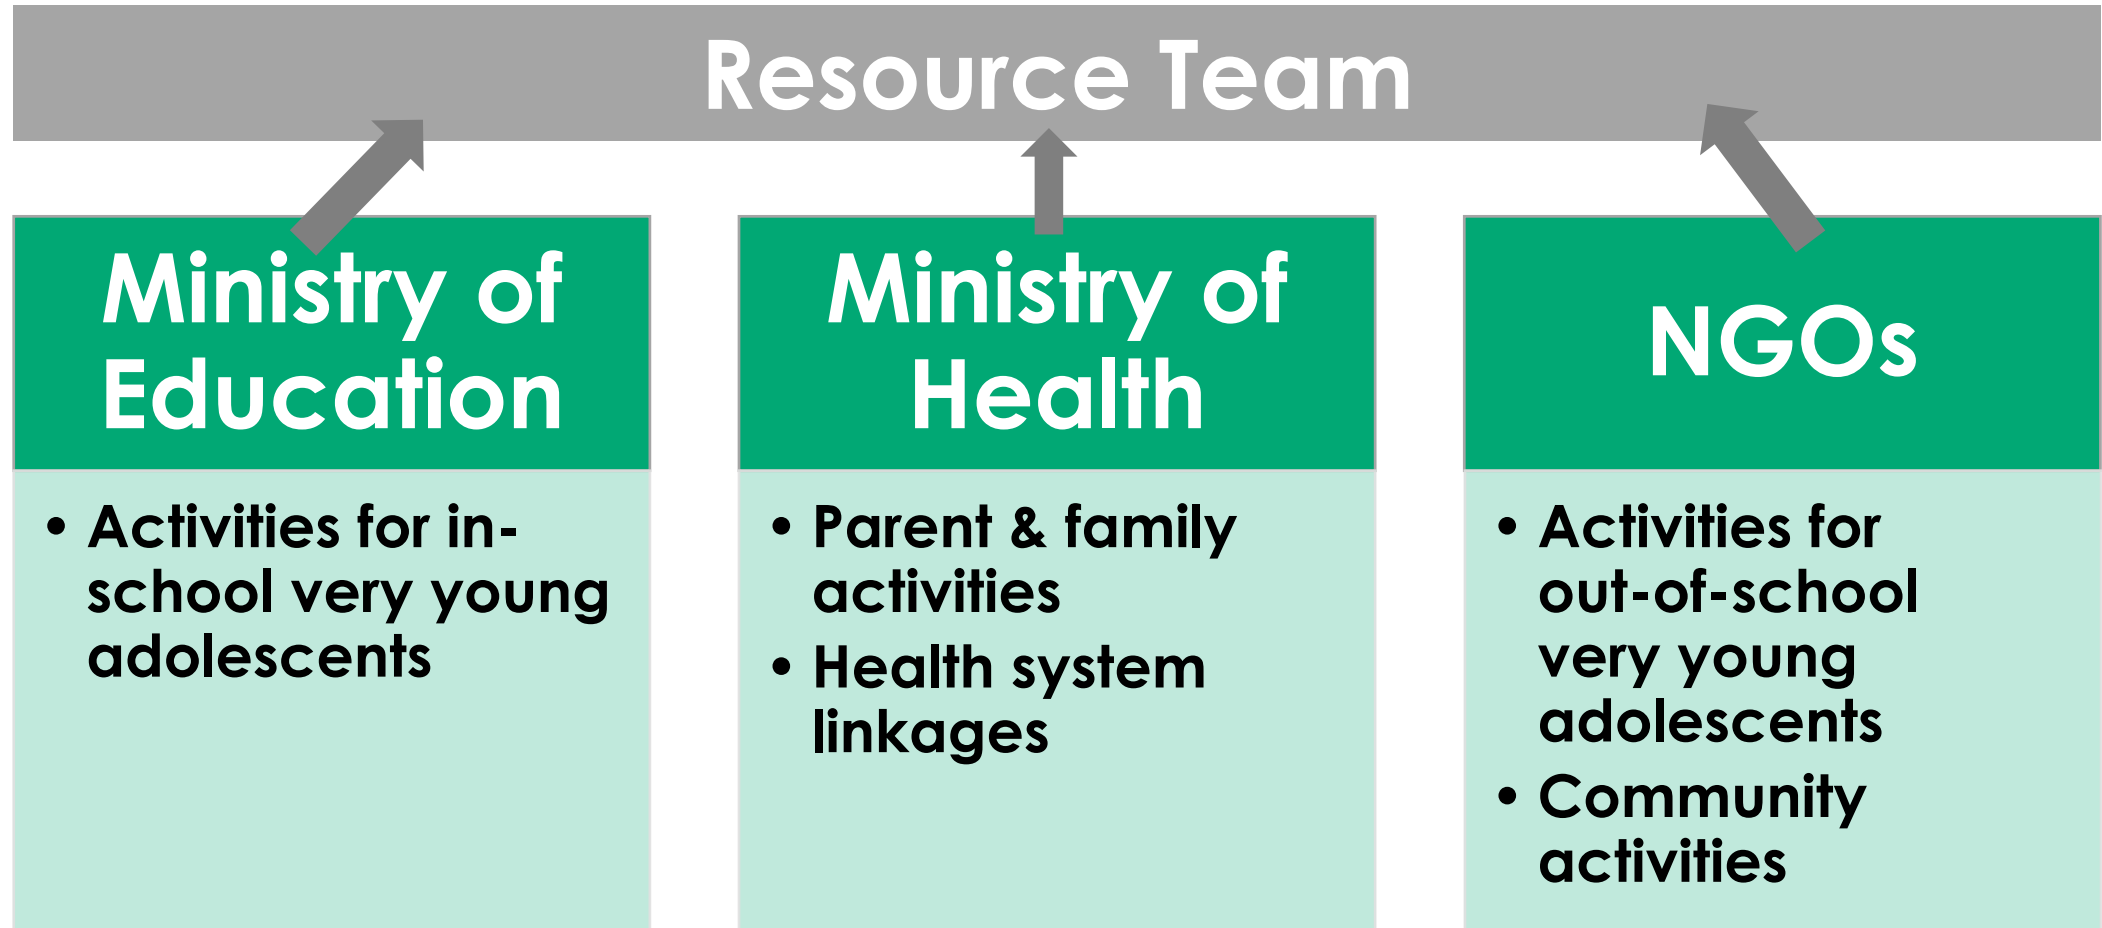 Resource Team
Ministry of
Education
• Activities for in-
school very young
adolescents
Ministry of
Health
• Parent & family
activities
• Health system
linkages
NGOs
• Activities for
out-of-school
very young
adolescents
• Community
activities